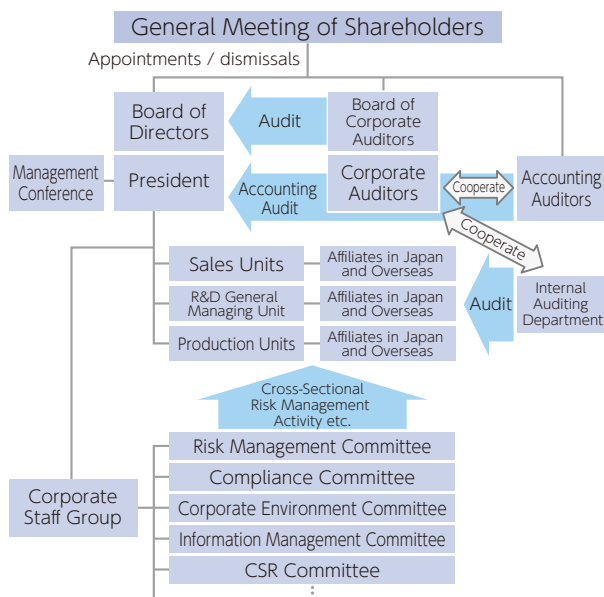 General Meeting of Shareholders
Appointments / dismissals
Board of
Directors
Audit
Board of
Corporate
Auditors
Management
Conference
President
Accounting
Audit
Corporate
Auditors
Cooperate
Accounting
Auditors
Cooperate
Sales Units
Affiliates in Japan
and Overseas
R&D General
Managing Unit
Affiliates in Japan
and Overseas
Audit
Internal
Auditing
Department
Production Units
Affiliates in Japan
and Overseas
Cross-Sectional
Risk Management
Activity etc.
Risk Management Committee
Compliance Committee
Corporate
Staff Group
Corporate Environment Committee
Information Management Committee
CSR Committee
⋮